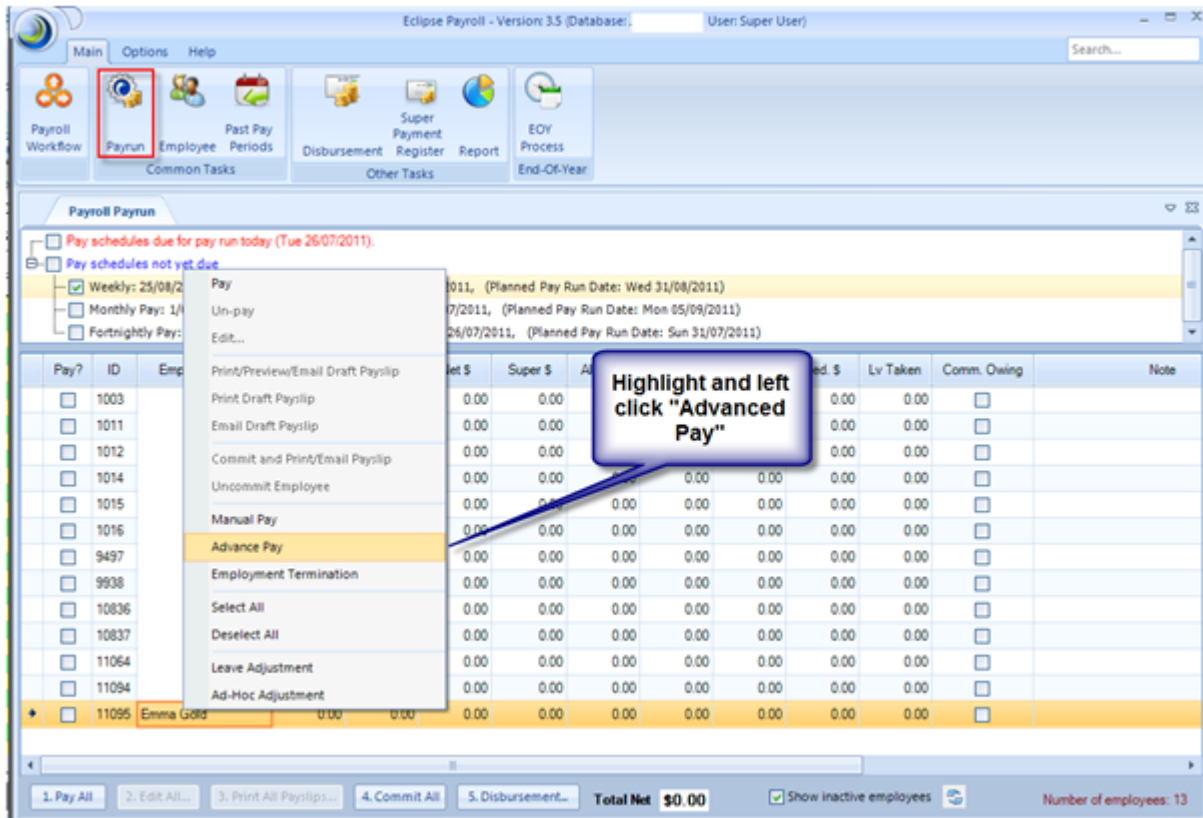 Eclipse Payroll - Version: 3.5 (Database: . User: Super User)
Main Options Help Search...
Payroll Workflow Payrun Employee Past Pay Periods Disbursement Super Payment Register Report EOY Process
Common Tasks Other Tasks End-Of-Year
Payroll Payrun
Pay schedules due for pay run today (Tue 26/07/2011).
Pay schedules not yet due
Weekly: 25/08/2 011, (Planned Pay Run Date: Wed 31/08/2011)
Monthly Pay: 1/ 7/2011, (Planned Pay Run Date: Mon 05/09/2011)
Fortnightly Pay: 26/07/2011, (Planned Pay Run Date: Sun 31/07/2011)
Pay
Un-pay
Edit...
Print/Preview/Email Draft Payslip
Print Draft Payslip
Email Draft Payslip
Commit and Print/Email Payslip
Uncommit Employee
Manual Pay
Advance Pay
Employment Termination
Select All
Deselect All
Leave Adjustment
Ad-Hoc Adjustment
Highlight and left
click "Advanced
Pay"
Pay? ID Emp et $ Super $ ed. $ Lv Taken Comm. Owing Note
1003 0.00 0.00 0.00 0.00
1011 0.00 0.00 0.00 0.00
1012 0.00 0.00 0.00 0.00
1014 0.00 0.00 0.00 0.00 0.00 0.00
1015 0.00 0.00 0.00 0.00 0.00 0.00
1016 0.00 0.00 0.00 0.00 0.00 0.00 0.00
9497 0.00 0.00 0.00 0.00 0.00 0.00 0.00
9938 0.00 0.00 0.00 0.00 0.00 0.00 0.00
10836 0.00 0.00 0.00 0.00 0.00 0.00 0.00
10837 0.00 0.00 0.00 0.00 0.00 0.00 0.00
11064 0.00 0.00 0.00 0.00 0.00 0.00 0.00
11094 0.00 0.00 0.00 0.00 0.00 0.00 0.00
11095 Emma Gold 0.00 0.00 0.00 0.00 0.00 0.00 0.00 0.00 0.00
1. Pay All 2. Edit All... 3. Print All Payslips... 4. Commit All 5. Disbursement... Total Net $0.00 Show inactive employees Number of employees: 13